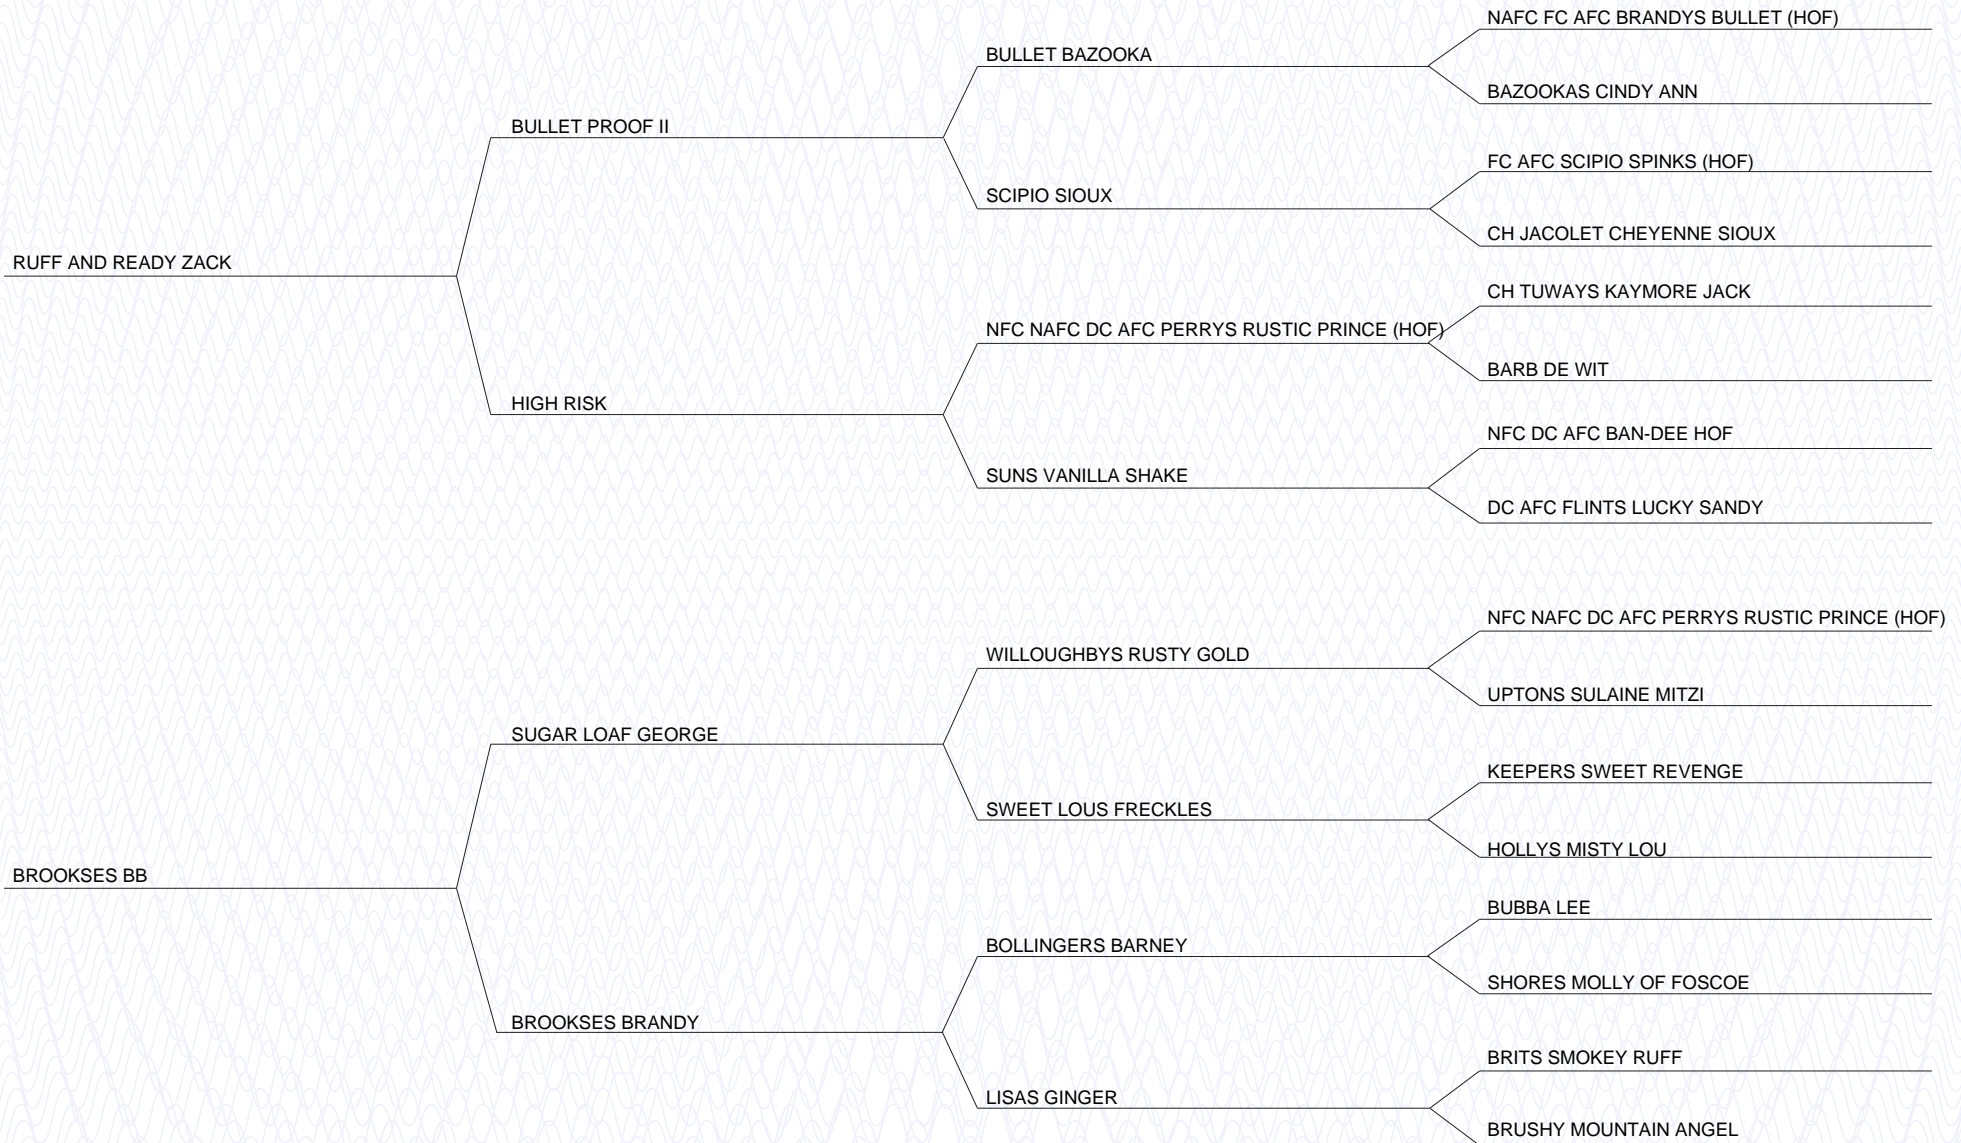 NAFC FC AFC BRANDYS BULLET (HOF)
BULLET BAZOOKA
BAZOOKAS CINDY ANN
BULLET PROOF II
FC AFC SCIPIO SPINKS (HOF)
SCIPIO SIOUX
CH JACOLET CHEYENNE SIOUX
RUFF AND READY ZACK
CH TUWAYS KAYMORE JACK
NFC NAFC DC AFC PERRYS RUSTIC PRINCE (HOF)
BARB DE WIT
HIGH RISK
NFC DC AFC BAN-DEE HOF
SUNS VANILLA SHAKE
DC AFC FLINTS LUCKY SANDY
NFC NAFC DC AFC PERRYS RUSTIC PRINCE (HOF)
WILLOUGHBYS RUSTY GOLD
UPTONS SULAINE MITZI
SUGAR LOAF GEORGE
KEEPERS SWEET REVENGE
SWEET LOUS FRECKLES
HOLLYS MISTY LOU
BROOKSES BB
BUBBA LEE
BOLLINGERS BARNEY
SHORES MOLLY OF FOSCOE
BROOKSES BRANDY
BRITS SMOKEY RUFF
LISAS GINGER
BRUSHY MOUNTAIN ANGEL